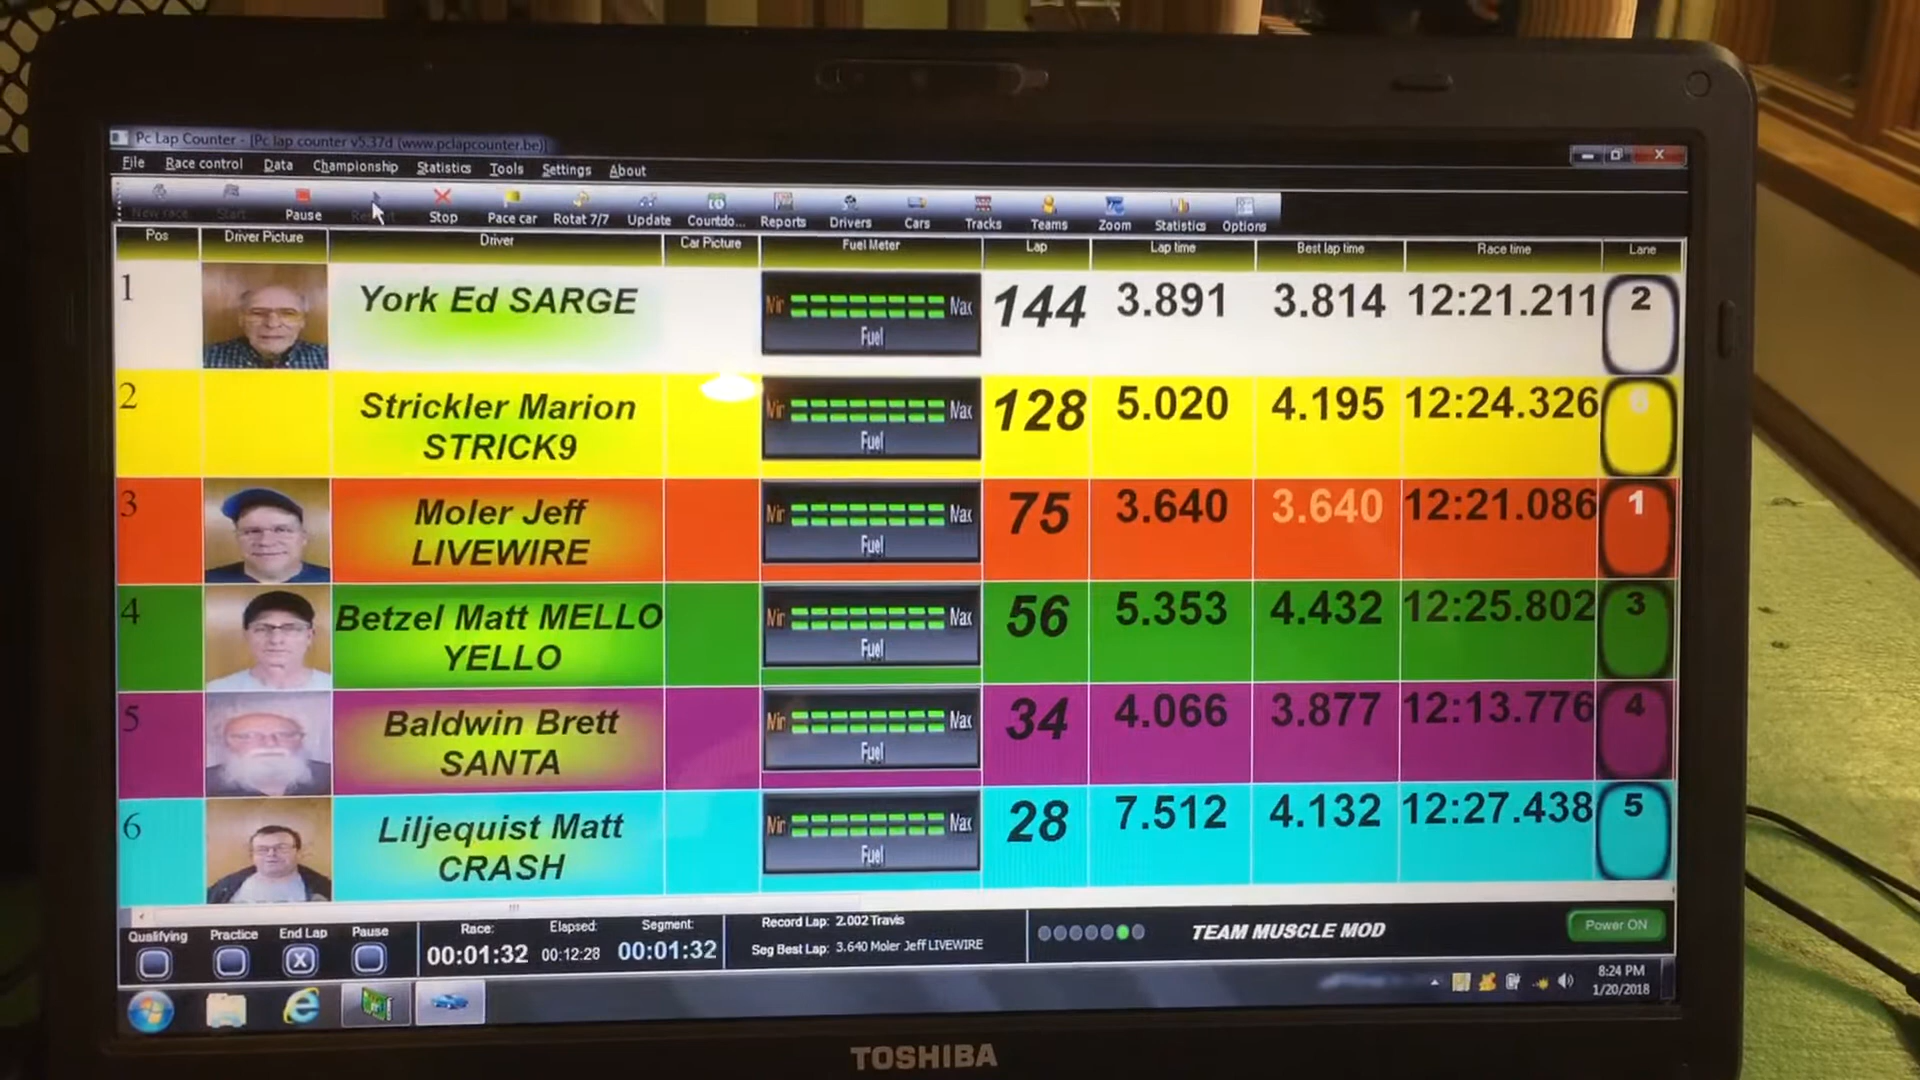 Pc Lap Counter - [Pc lap counter v5.37d (www.pclapcounter.be)]
File Race control Data Championship Statistics Tools Settings About
New race Start Pause Stop Pace car Rotat 7/7 Update Countdo... Reports Drivers Cars Tracks Teams Zoom Statistics Options
Pos Driver Picture Driver Car Picture Fuel Meter Lap Lap time Best lap time Race time Lane
1 York Ed SARGE Min Max Fuel 144 3.891 3.814 12:21.211 2
2 Strickler Marion STRICK9 Min Max Fuel 128 5.020 4.195 12:24.326 6
3 Moler Jeff LIVEWIRE Min Max Fuel 75 3.640 3.640 12:21.086 1
4 Betzel Matt MELLO YELLO Min Max Fuel 56 5.353 4.432 12:25.802 3
5 Baldwin Brett SANTA Min Max Fuel 34 4.066 3.877 12:13.776 4
6 Liljequist Matt CRASH Min Max Fuel 28 7.512 4.132 12:27.438 5
Qualifying Practice End Lap Pause Race: Elapsed: Segment: Record Lap: 2.002 Travis
X 00:01:32 00:12:28 00:01:32 Seg Best Lap: 3.640 Moler Jeff LIVEWIRE TEAM MUSCLE MOD Power ON
8:24 PM
1/20/2018
TOSHIBA